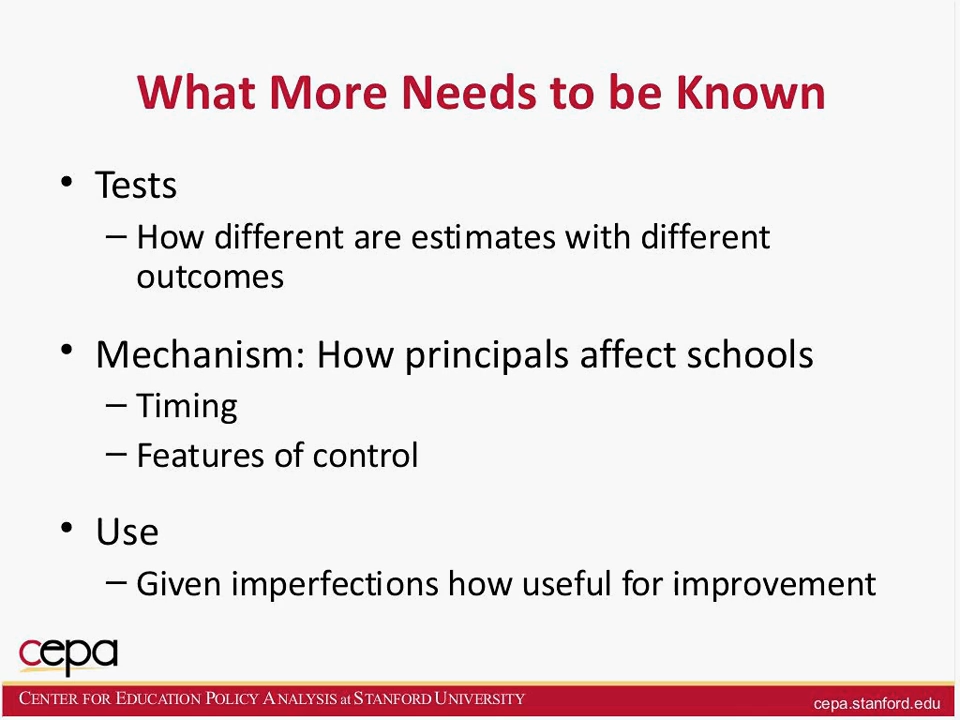 What More Needs to be Known
• Tests
– How different are estimates with different
outcomes
• Mechanism: How principals affect schools
– Timing
– Features of control
• Use
– Given imperfections how useful for improvement
cepa
CENTER FOR EDUCATION POLICY ANALYSIS at STANFORD UNIVERSITY
cepa.stanford.edu